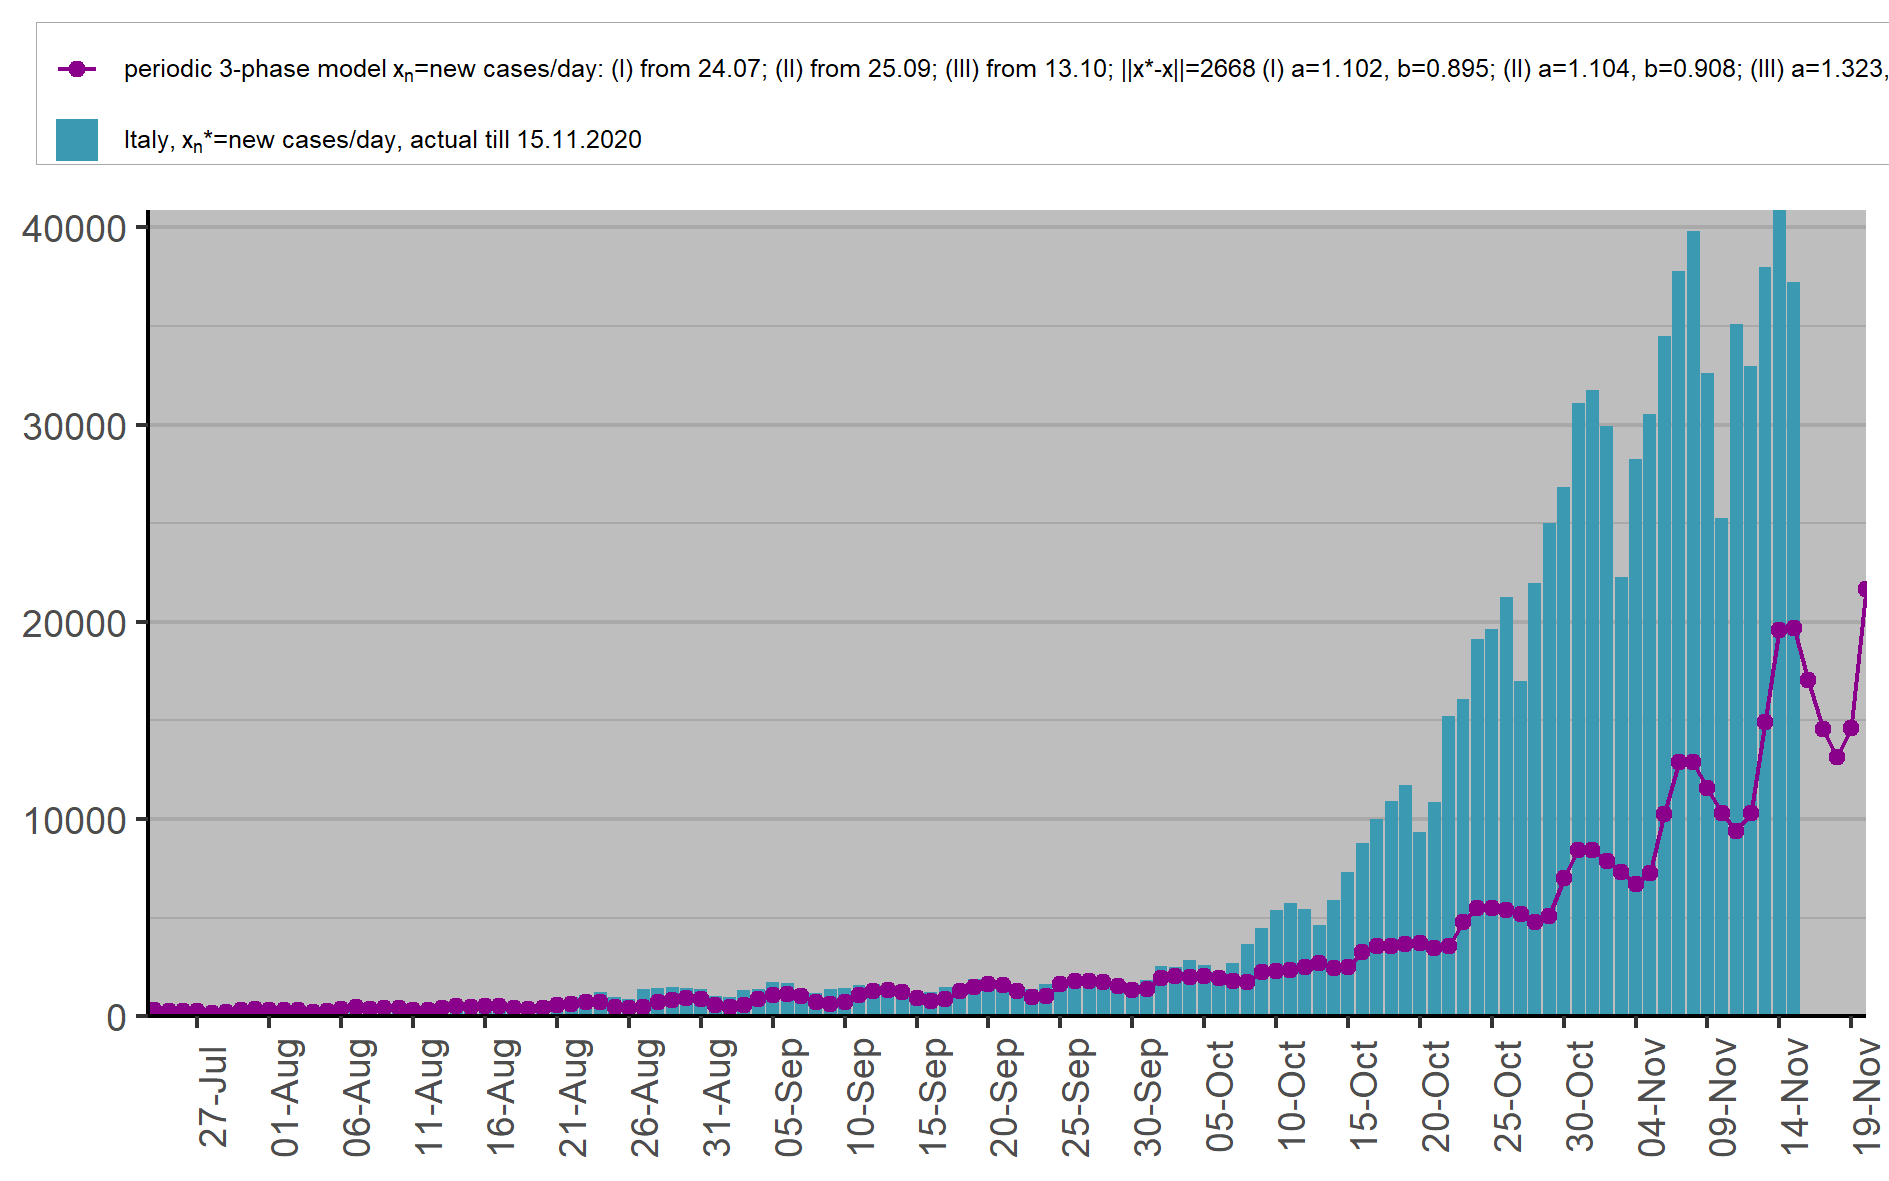 periodic 3-phase model xn=new cases/day: (I) from 24.07; (II) from 25.09; (III) from 13.10; ||x*-x||=2668 (I) a=1.102, b=0.895; (II) a=1.104, b=0.908; (III) a=1.323,
Italy, xn*=new cases/day, actual till 15.11.2020
40000
30000
20000
10000
0
27-Jul
01-Aug
06-Aug
11-Aug
16-Aug
21-Aug
26-Aug
31-Aug
05-Sep
10-Sep
15-Sep
20-Sep
25-Sep
30-Sep
05-Oct
10-Oct
15-Oct
20-Oct
25-Oct
30-Oct
04-Nov
09-Nov
14-Nov
19-Nov